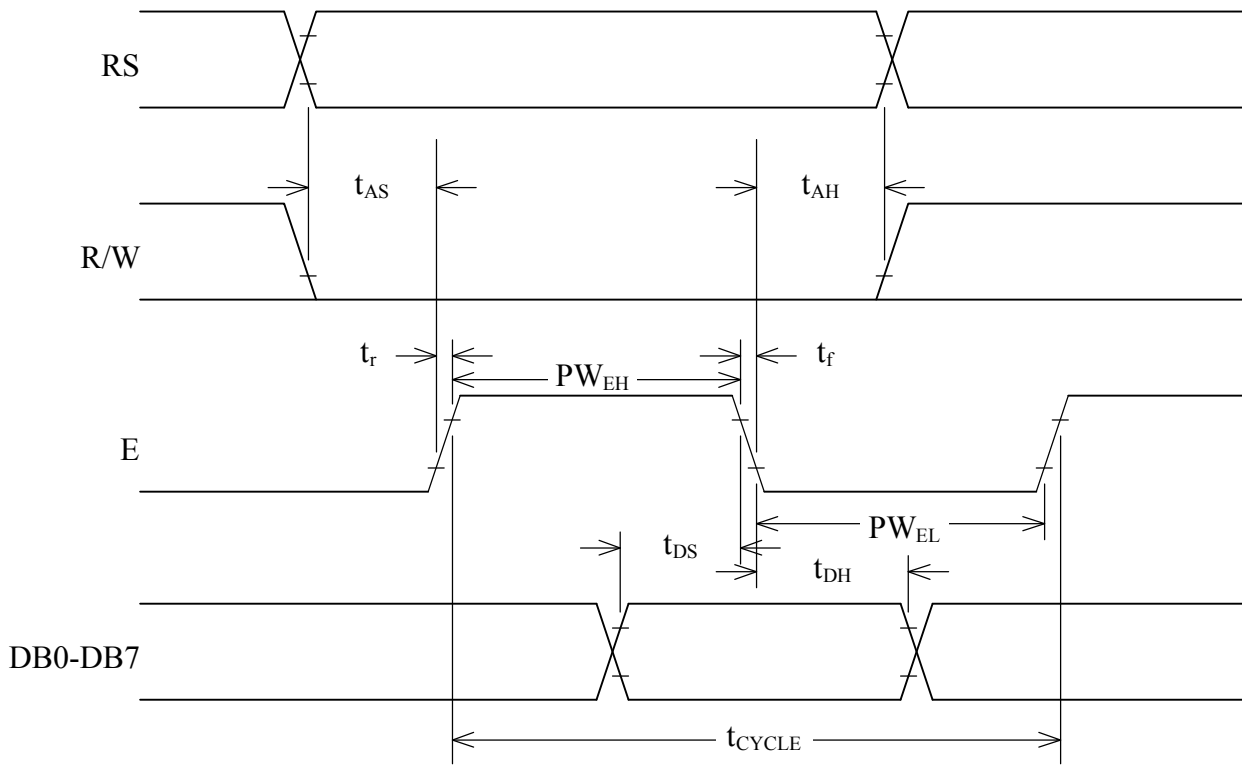 RS
tAS
tAH
R/W
tr
PWEH
tf
E
PWEL
tDS
tDH
DB0-DB7
tCYCLE